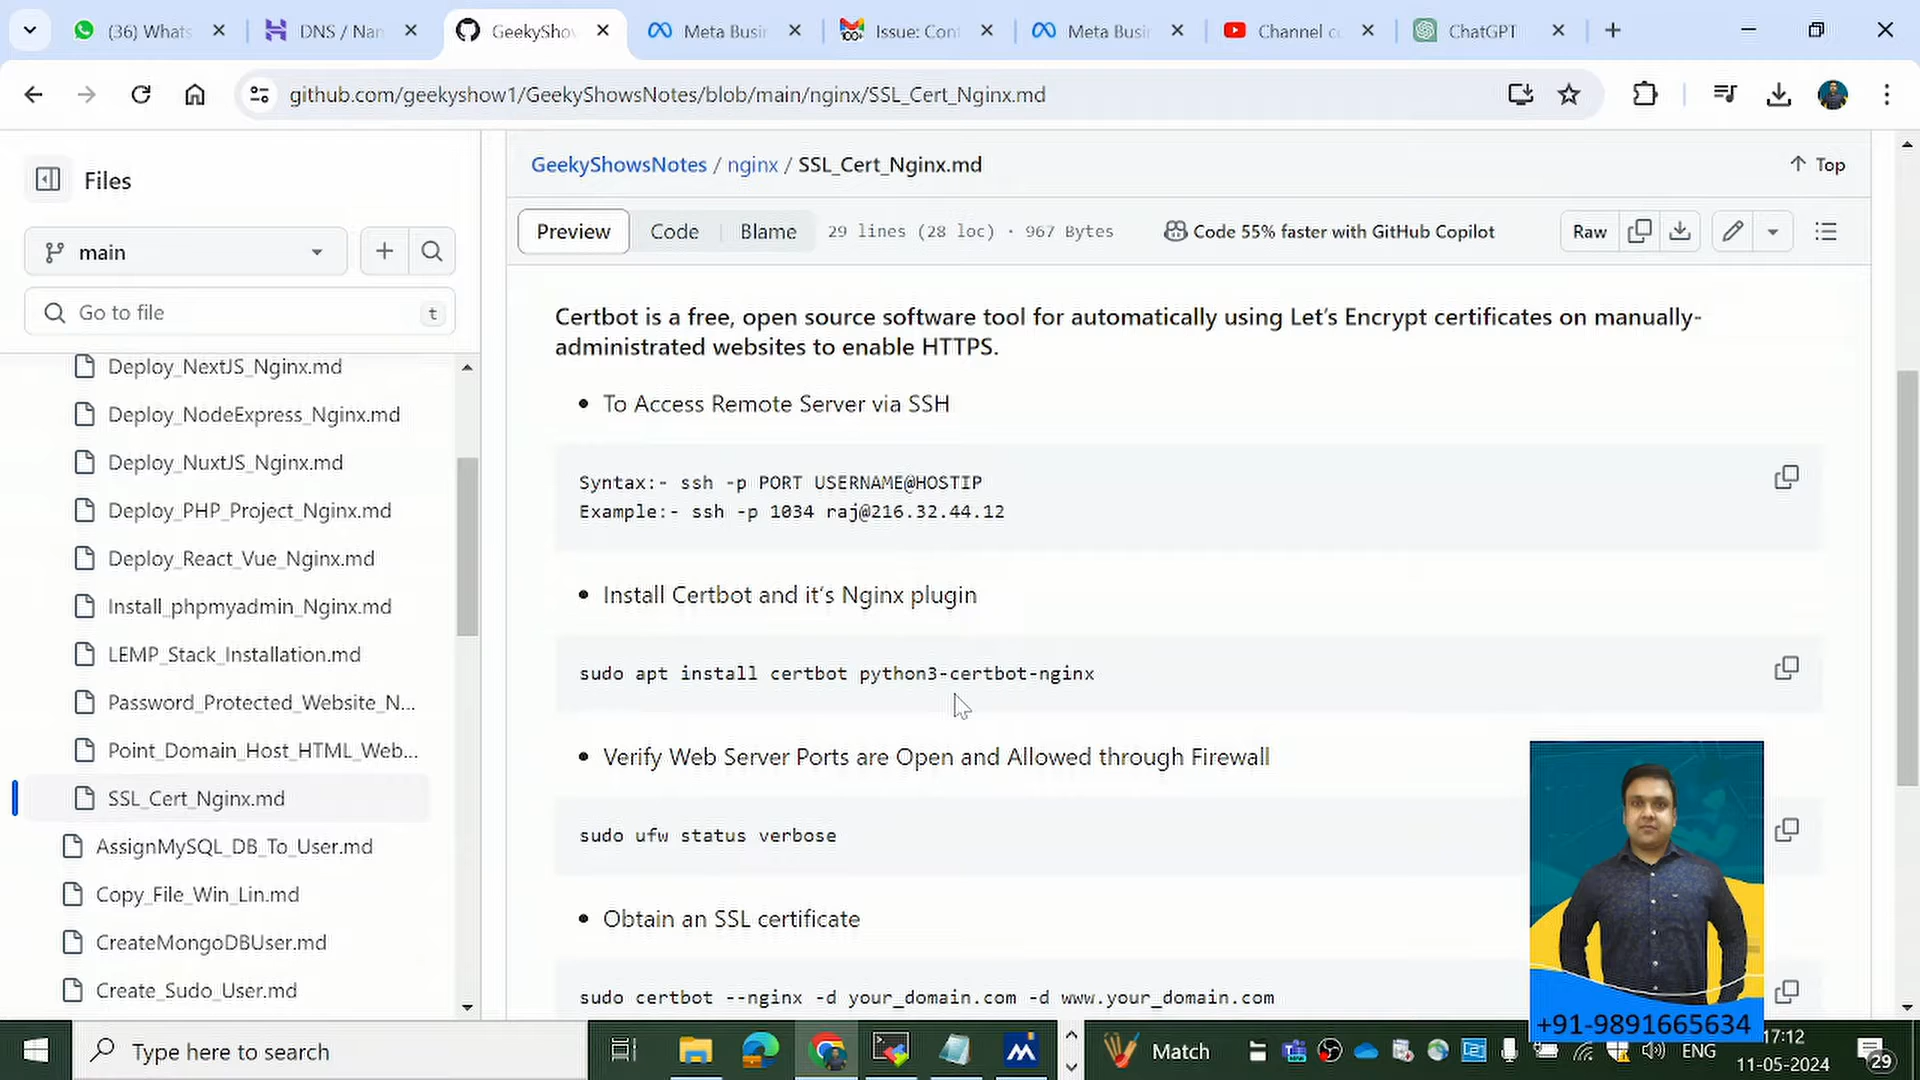 (36) Whats
DNS / Nan
GeekySho
Meta Busi
Issue: Con
Meta Busi
Channel c
ChatGPT
github.com/geekyshow1/GeekyShowsNotes/blob/main/nginx/SSL_Cert_Nginx.md
Files
main
Go to file
t
Deploy_NextJS_Nginx.md
Deploy_NodeExpress_Nginx.md
Deploy_NuxtJS_Nginx.md
Deploy_PHP_Project_Nginx.md
Deploy_React_Vue_Nginx.md
Install_phpmyadmin_Nginx.md
LEMP_Stack_Installation.md
Password_Protected_Website_N...
Point_Domain_Host_HTML_Web...
SSL_Cert_Nginx.md
AssignMySQL_DB_To_User.md
Copy_File_Win_Lin.md
CreateMongoDBUser.md
Create_Sudo_User.md
GeekyShowsNotes / nginx / SSL_Cert_Nginx.md
Top
Preview Code Blame 29 lines (28 loc) · 967 Bytes Code 55% faster with GitHub Copilot Raw
Certbot is a free, open source software tool for automatically using Let’s Encrypt certificates on manually-
administrated websites to enable HTTPS.
• To Access Remote Server via SSH
Syntax:- ssh -p PORT USERNAME@HOSTIP
Example:- ssh -p 1034 raj@216.32.44.12
• Install Certbot and it’s Nginx plugin
sudo apt install certbot python3-certbot-nginx
• Verify Web Server Ports are Open and Allowed through Firewall
sudo ufw status verbose
• Obtain an SSL certificate
sudo certbot --nginx -d your_domain.com -d www.your_domain.com
+91-9891665634
Type here to search
Match
ENG
17:12
11-05-2024
29